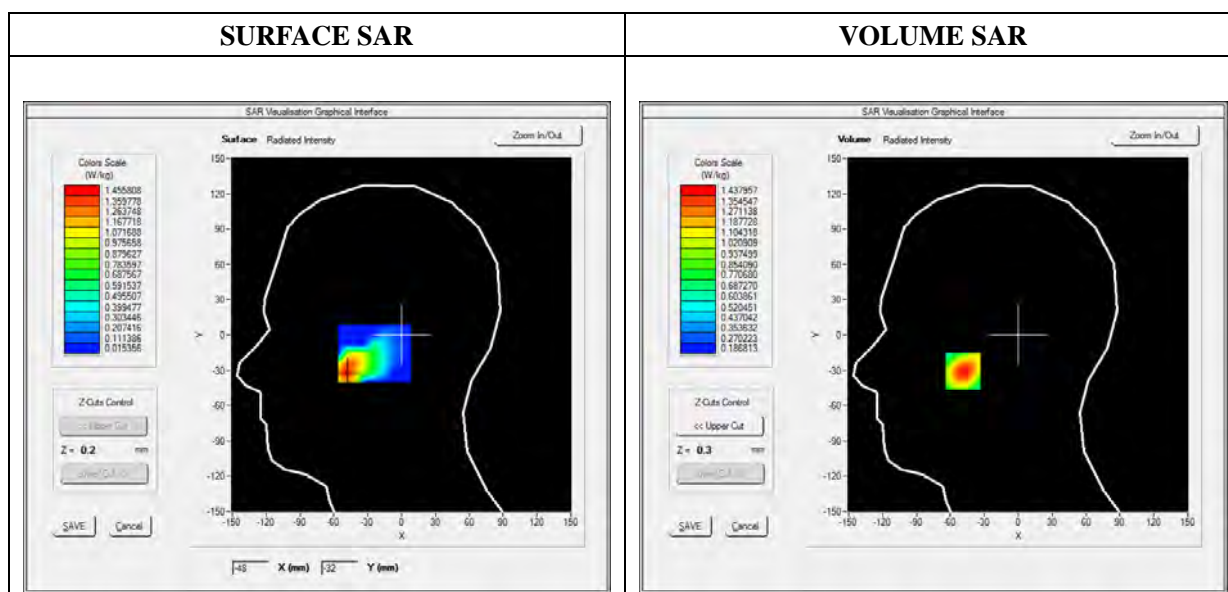 SURFACE SAR
VOLUME SAR
SAR Visualisation Graphical Interface
Surface Radiated Intensity
Zoom In/Out
Colors Scale
(W/kg)
1.455808
1.359778
1.263748
1.167718
1.071688
0.975658
0.879627
0.783597
0.687567
0.591537
0.495507
0.399477
0.303446
0.207416
0.111386
0.015356
Z-Cuts Control
<< Upper Cut
Z = 0.2 mm
SAVE
Cancel
150
120
90
60
30
0
-30
-60
-90
-120
-150
Y
-150 -120 -90 -60 -30 0 30 60 90 120 150
X
-48 X (mm) -32 Y (mm)
SAR Visualisation Graphical Interface
Volume Radiated Intensity
Zoom In/Out
Colors Scale
(W/kg)
1.437957
1.354547
1.271138
1.187728
1.104318
1.020909
0.937499
0.854090
0.770680
0.687270
0.603861
0.520451
0.437042
0.353632
0.270223
0.186813
Z-Cuts Control
<< Upper Cut
Z = 0.3 mm
SAVE
Cancel
150
120
90
60
30
0
-30
-60
-90
-120
-150
Y
-150 -120 -90 -60 -30 0 30 60 90 120 150
X